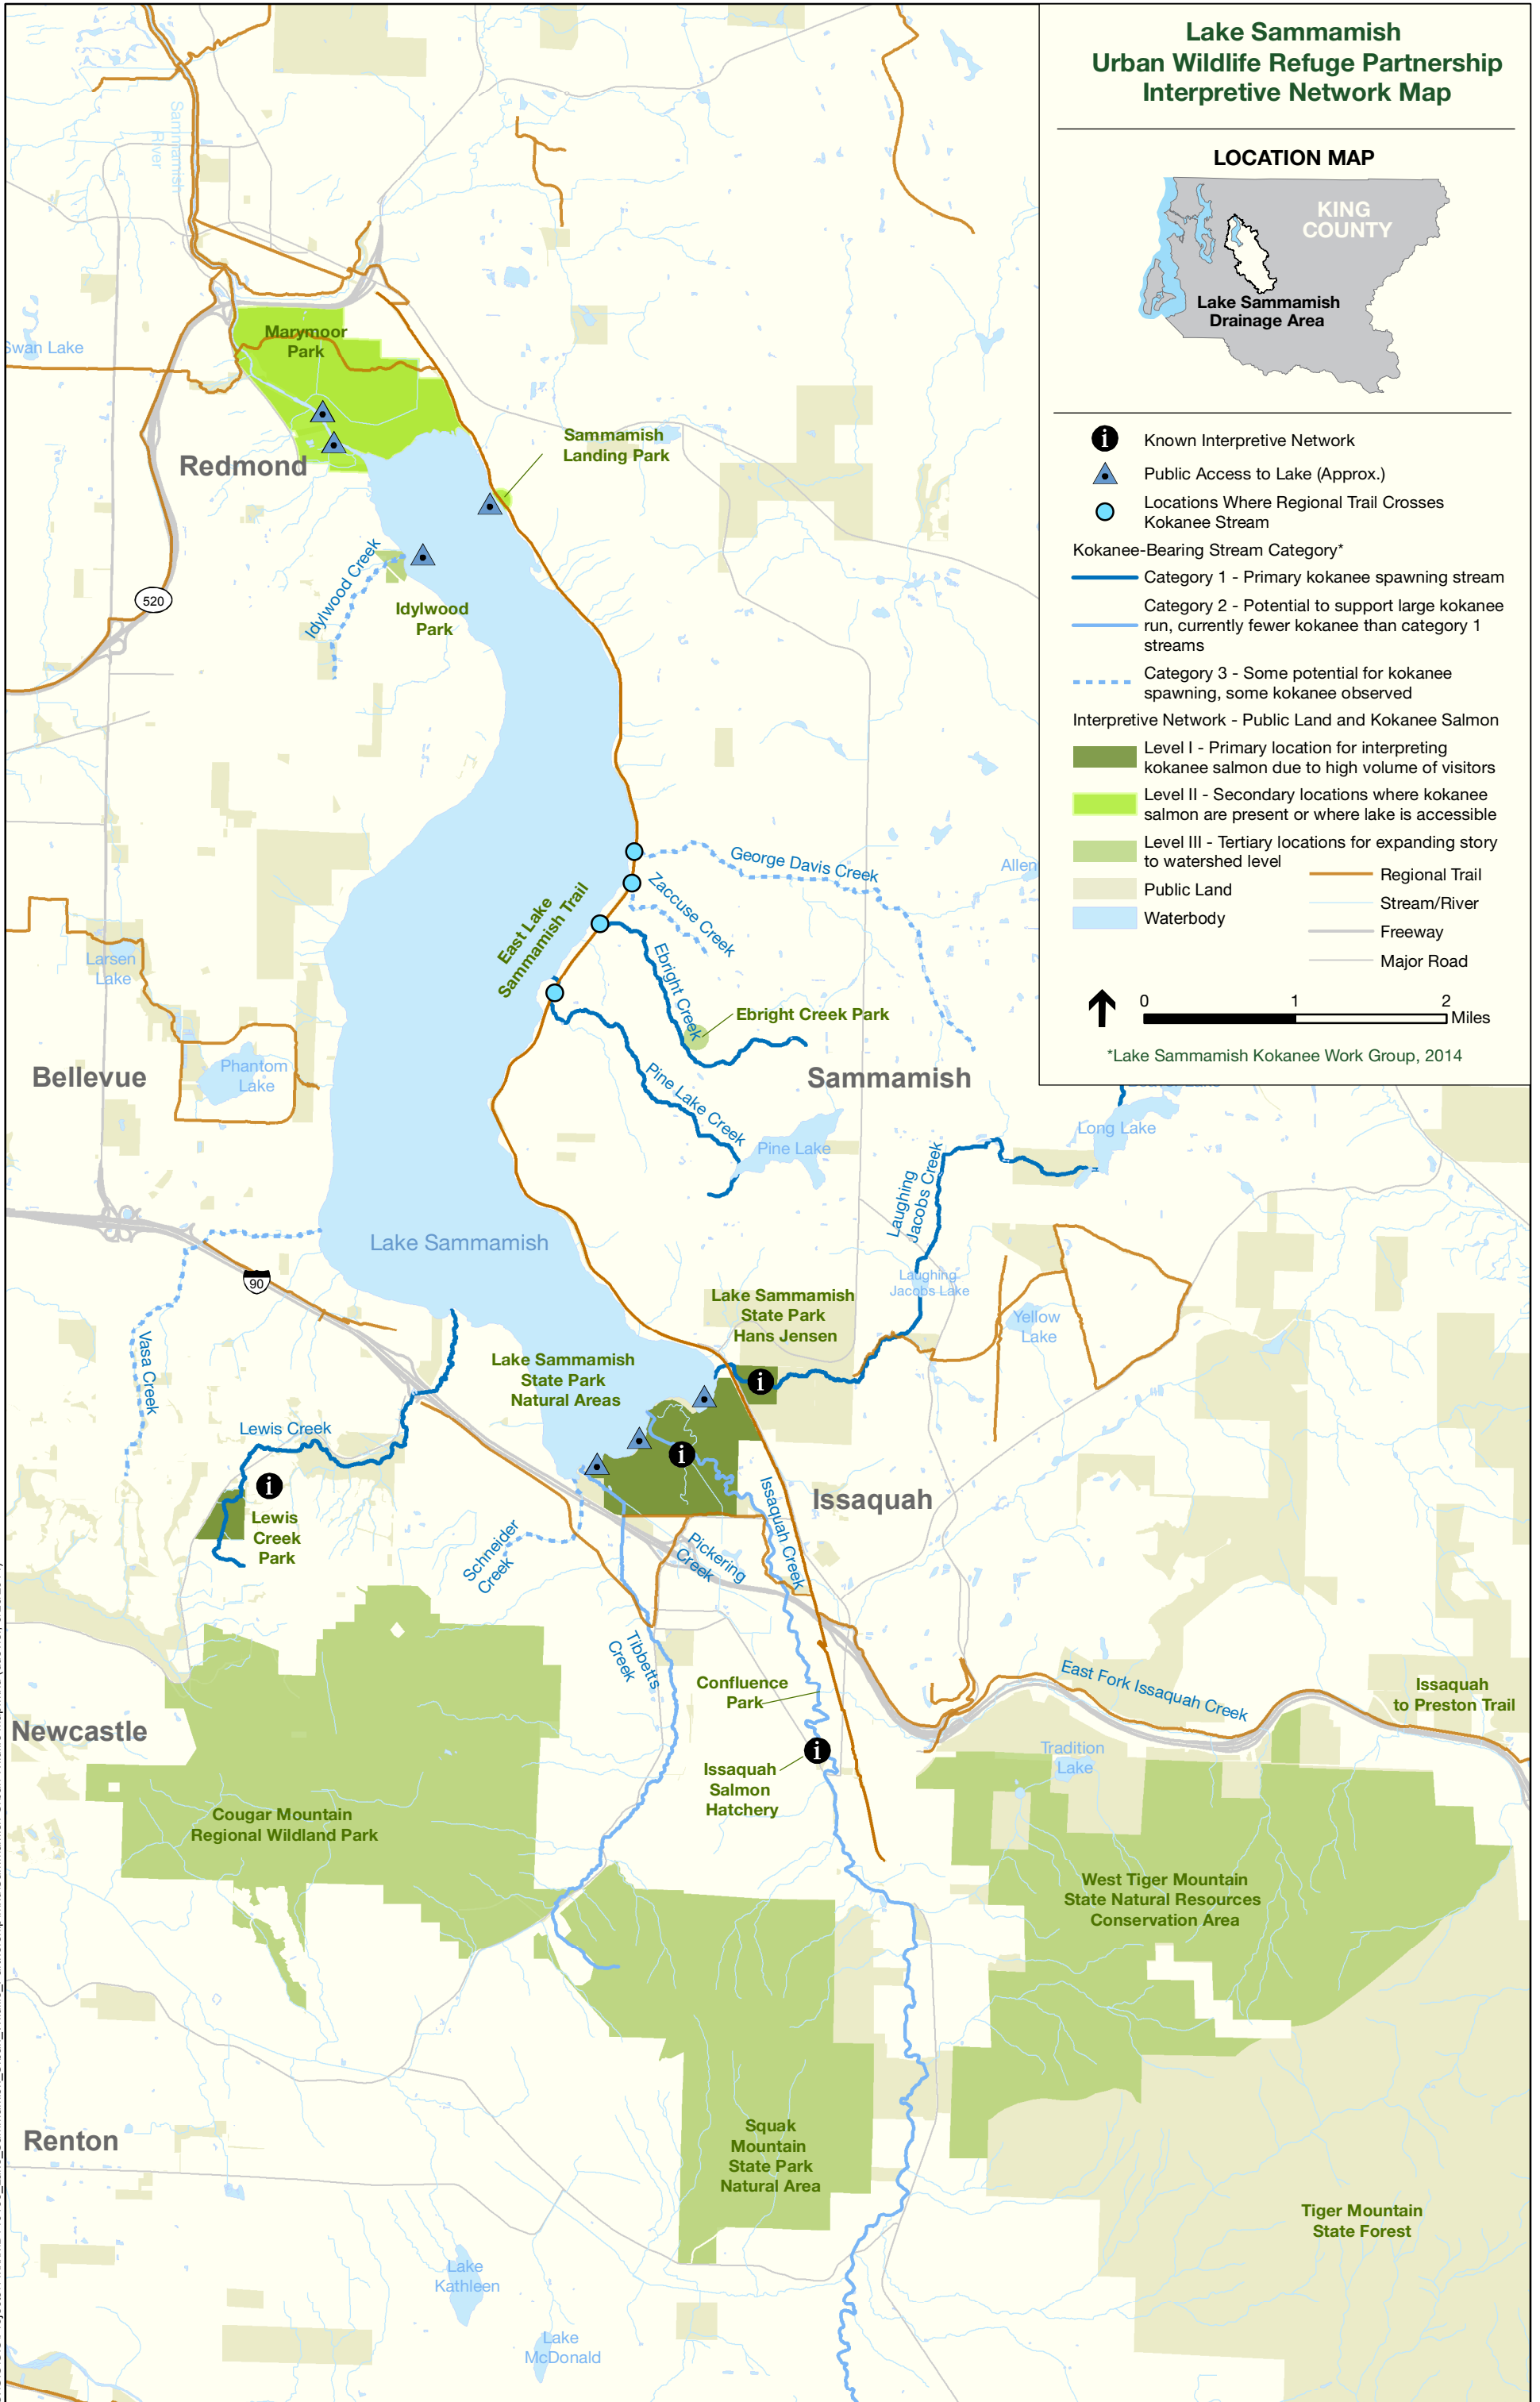 Lake Sammamish
Urban Wildlife Refuge Partnership
Interpretive Network Map
LOCATION MAP
KING
COUNTY
Lake Sammamish
Drainage Area
i
Known Interpretive Network
Public Access to Lake (Approx.)
Locations Where Regional Trail Crosses
Kokanee Stream
Kokanee-Bearing Stream Category*
Category 1 - Primary kokanee spawning stream
Category 2 - Potential to support large kokanee
run, currently fewer kokanee than category 1
streams
Category 3 - Some potential for kokanee
spawning, some kokanee observed
Interpretive Network - Public Land and Kokanee Salmon
Level I - Primary location for interpreting
kokanee salmon due to high volume of visitors
Level II - Secondary locations where kokanee
salmon are present or where lake is accessible
Level III - Tertiary locations for expanding story
to watershed level
Public Land
Waterbody
Regional Trail
Stream/River
Freeway
Major Road
0 1 2
Miles
*Lake Sammamish Kokanee Work Group, 2014
Sammamish
River
Marymoor
Park
Swan Lake
Redmond
Sammamish
Landing Park
Idylwood Creek
Idylwood
Park
520
George Davis Creek
Allen
Zaccuse Creek
East Lake
Sammamish Trail
Ebright Creek
Ebright Creek Park
Larsen
Lake
Phantom
Lake
Bellevue
Sammamish
Pine Lake Creek
Pine Lake
Long Lake
Laughing
Jacobs Creek
Lake Sammamish
90
Laughing
Jacobs Lake
Yellow
Lake
Lake Sammamish
State Park
Hans Jensen
i
Lake Sammamish
State Park
Natural Areas
i
Vasa Creek
Lewis Creek
i
Lewis
Creek
Park
Issaquah
Issaquah Creek
Schneider
Creek
Pickering
Creek
Tibbetts
Creek
Confluence
Park
East Fork Issaquah Creek
Issaquah
to Preston Trail
Newcastle
i
Issaquah
Salmon
Hatchery
Tradition
Lake
Cougar Mountain
Regional Wildland Park
West Tiger Mountain
State Natural Resources
Conservation Area
Renton
Squak
Mountain
State Park
Natural Area
Tiger Mountain
State Forest
Lake
Kathleen
Lake
McDonald